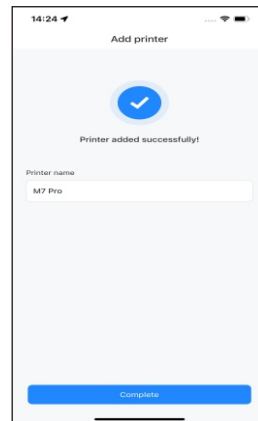 14:24
Add printer
Printer added successfully!
Printer name
M7 Pro
Complete